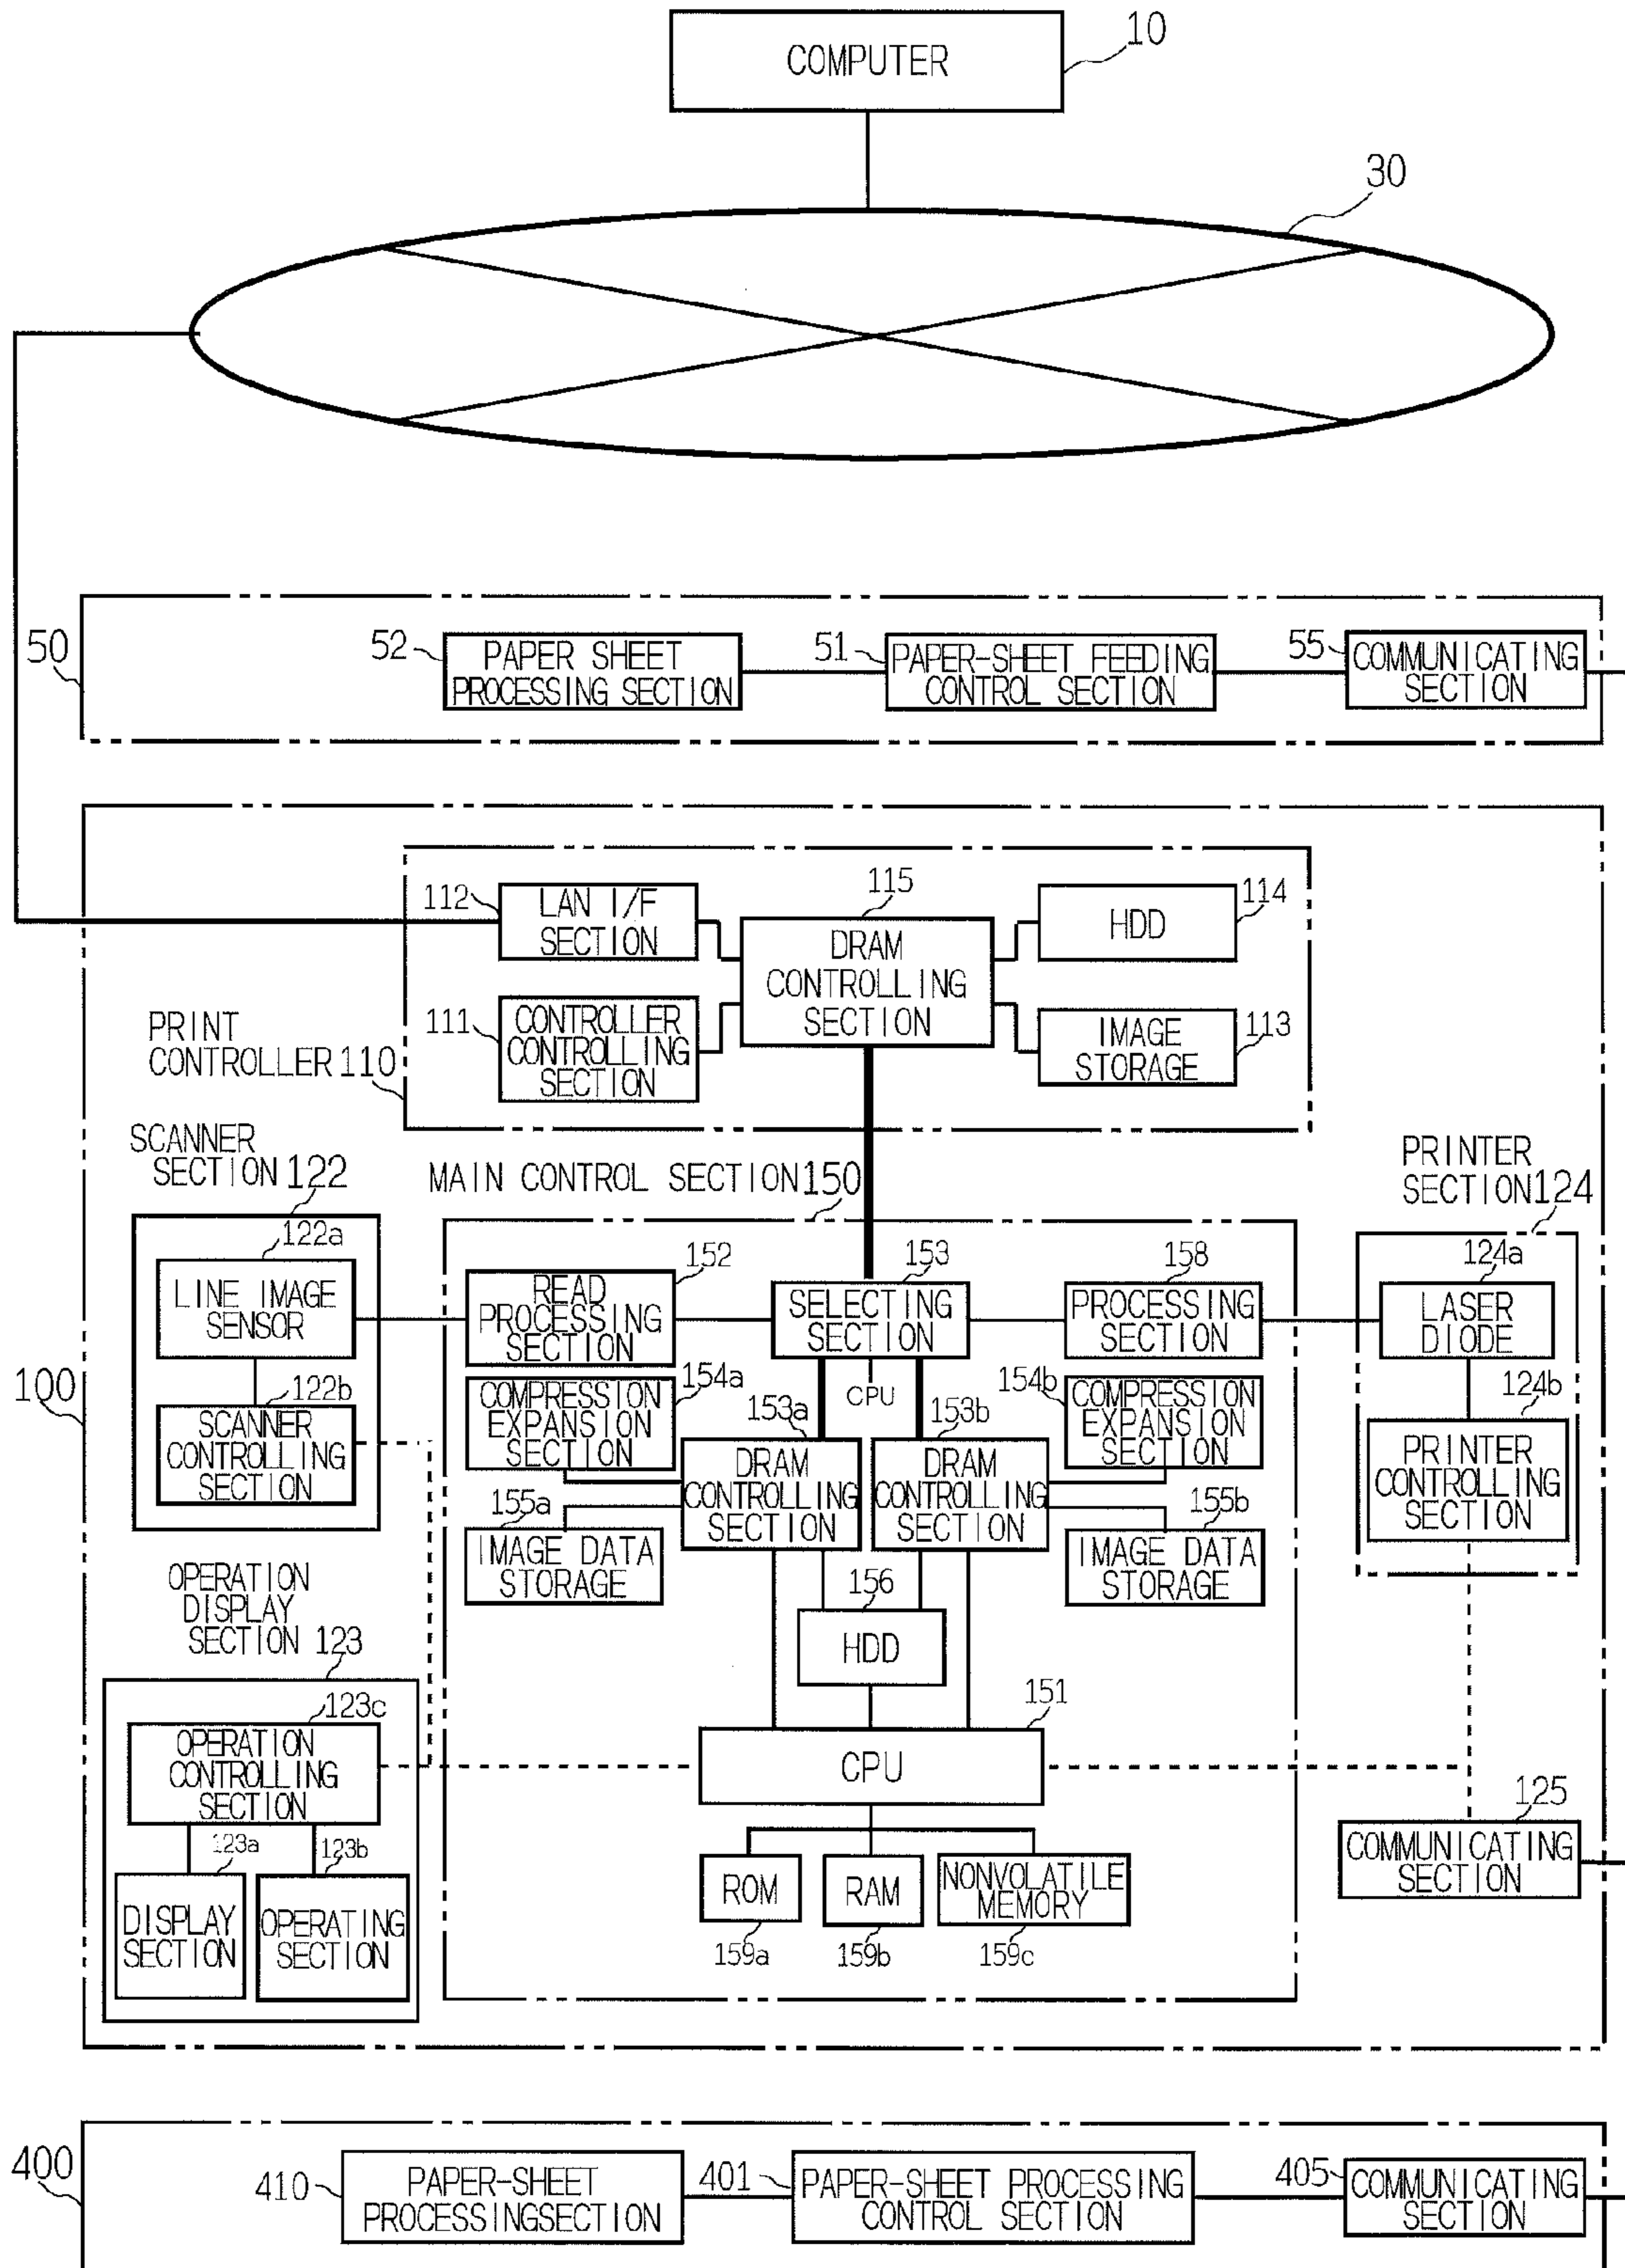 COMPUTER
10
30
50
52
PAPER SHEET
PROCESSING SECTION
51
PAPER-SHEET FEEDING
CONTROL SECTION
55
COMMUNICATING
SECTION
112
LAN I/F
SECTION
115
DRAM
CONTROLLING
SECTION
HDD
114
111
CONTROLLER
CONTROLLING
SECTION
IMAGE
STORAGE
113
PRINT
CONTROLLER 110
SCANNER
SECTION 122
MAIN CONTROL SECTION 150
PRINTER
SECTION 124
122a
LINE IMAGE
SENSOR
152
READ
PROCESSING
SECTION
153
SELECTING
SECTION
158
PROCESSING
SECTION
124a
LASER
DIODE
100
122b
SCANNER
CONTROLLING
SECTION
154a
COMPRESSION
EXPANSION
SECTION
CPU
154b
COMPRESSION
EXPANSION
SECTION
124b
PRINTER
CONTROLLING
SECTION
153a
DRAM
CONTROLLING
SECTION
153b
DRAM
CONTROLLING
SECTION
155a
IMAGE DATA
STORAGE
155b
IMAGE DATA
STORAGE
156
HDD
OPERATION
DISPLAY
SECTION 123
123c
OPERATION
CONTROLLING
SECTION
151
CPU
123a
DISPLAY
SECTION
123b
OPERATING
SECTION
ROM
159a
RAM
159b
NONVOLATILE
MEMORY
159c
125
COMMUNICATING
SECTION
400
410
PAPER-SHEET
PROCESSINGSECTION
401
PAPER-SHEET PROCESSING
CONTROL SECTION
405
COMMUNICATING
SECTION